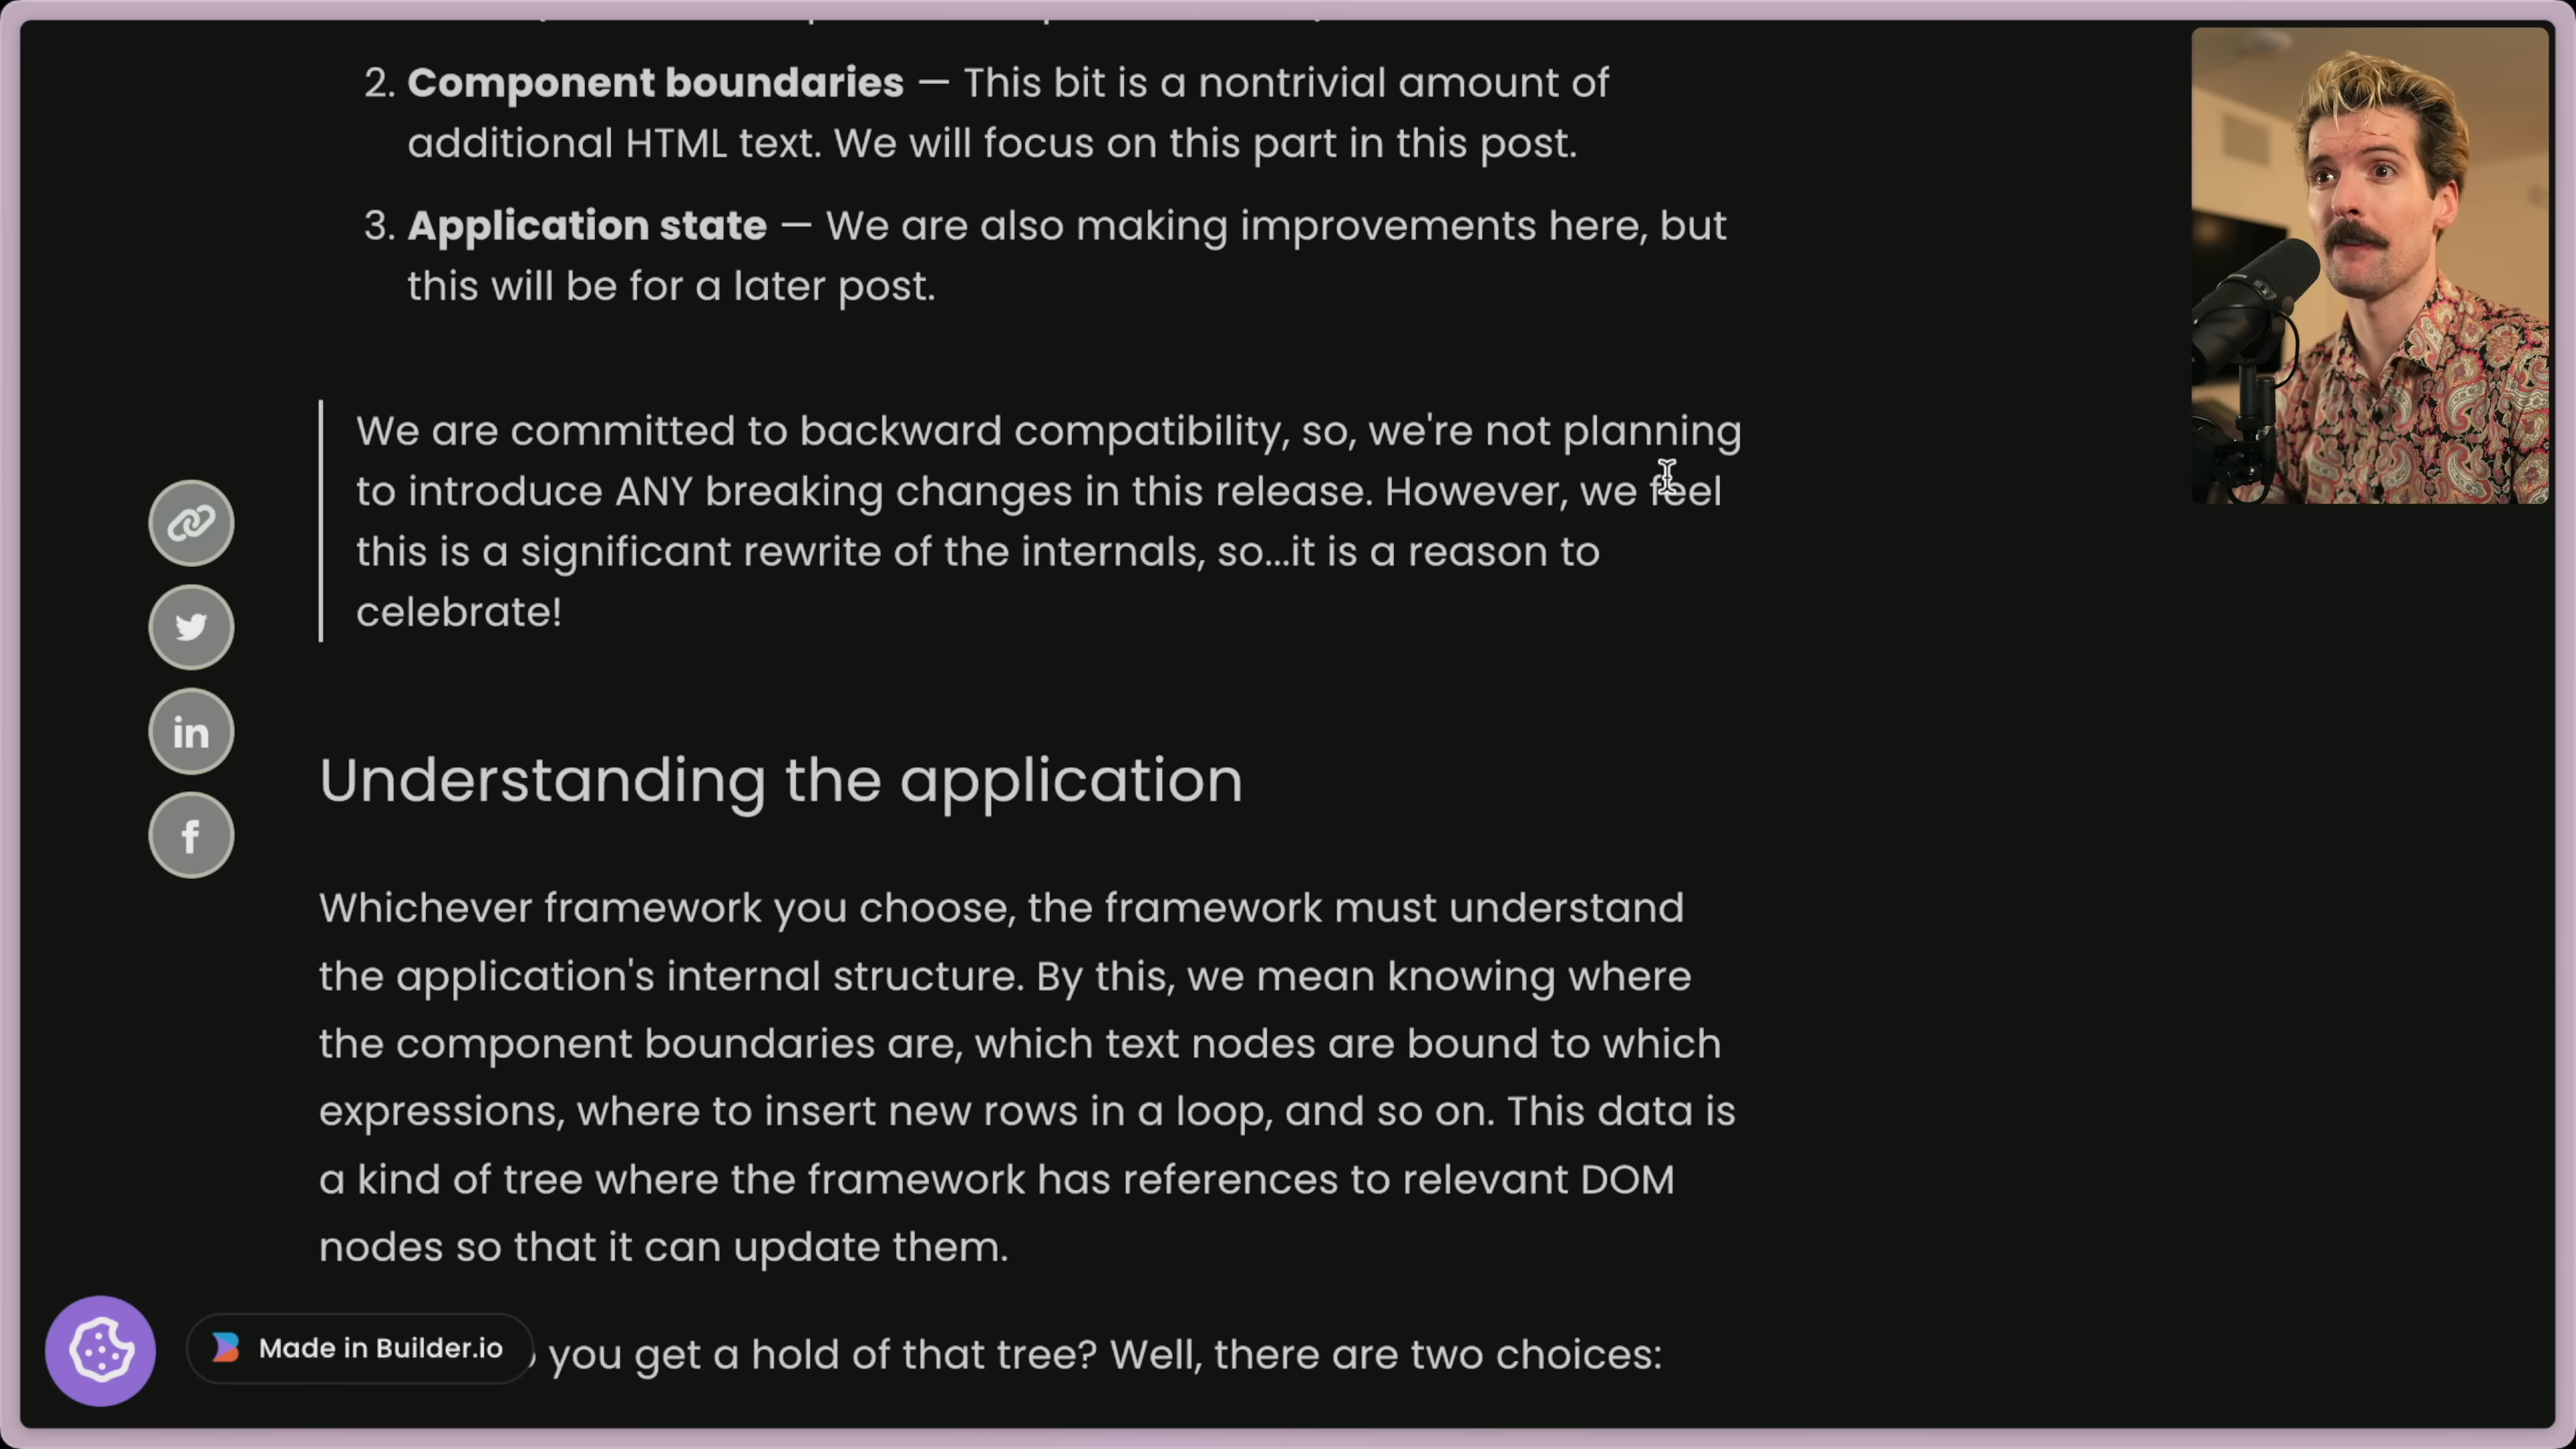 2. Component boundaries — This bit is a nontrivial amount of
additional HTML text. We will focus on this part in this post.
3. Application state — We are also making improvements here, but
this will be for a later post.
We are committed to backward compatibility, so, we're not planning
to introduce ANY breaking changes in this release. However, we feel
this is a significant rewrite of the internals, so...it is a reason to
celebrate!
in
f
Understanding the application
Whichever framework you choose, the framework must understand
the application's internal structure. By this, we mean knowing where
the component boundaries are, which text nodes are bound to which
expressions, where to insert new rows in a loop, and so on. This data is
a kind of tree where the framework has references to relevant DOM
nodes so that it can update them.
Made in Builder.io
you get a hold of that tree? Well, there are two choices: